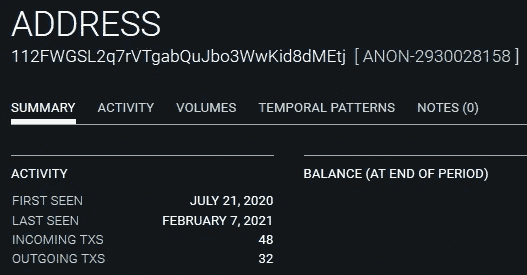 ADDRESS
112FWGSL2q7rVTgabQuJbo3WwKid8dMEtj [ ANON-2930028158 ]
SUMMARY ACTIVITY VOLUMES TEMPORAL PATTERNS NOTES (0)
ACTIVITY BALANCE (AT END OF PERIOD)
FIRST SEEN JULY 21, 2020
LAST SEEN FEBRUARY 7, 2021
INCOMING TXS 48
OUTGOING TXS 32